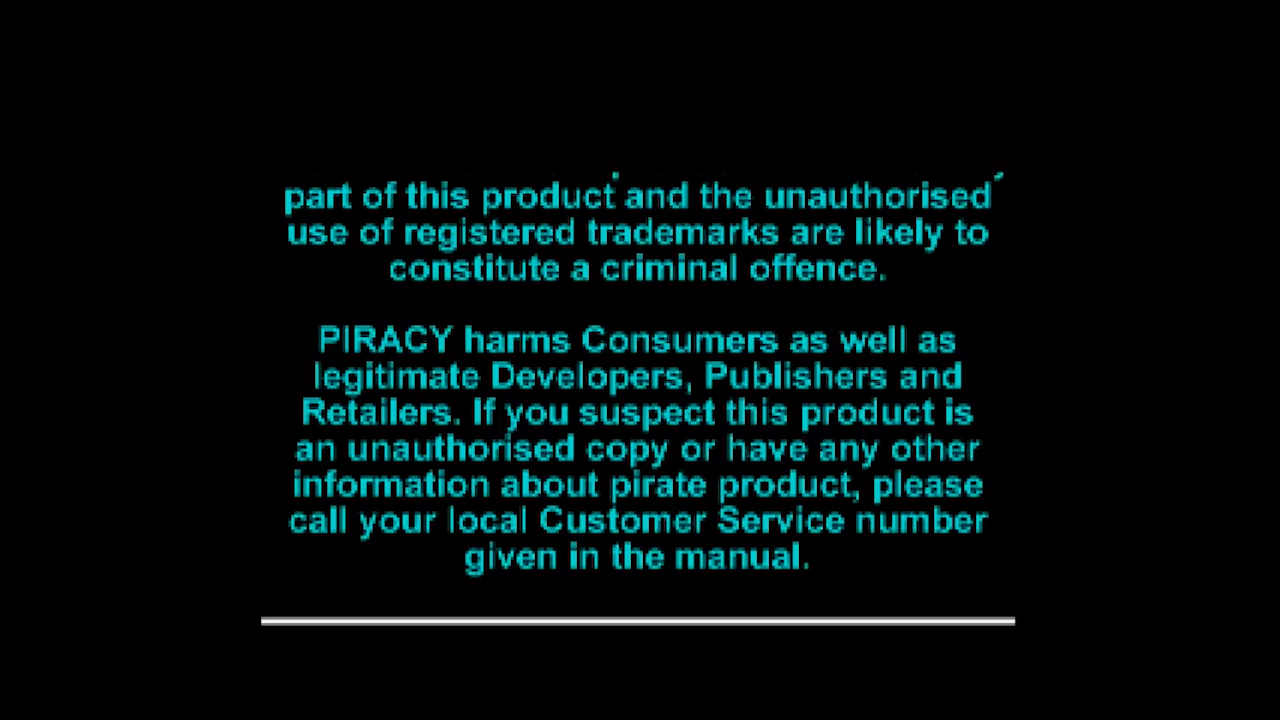 part of this product and the unauthorised
use of registered trademarks are likely to
constitute a criminal offence.
PIRACY harms Consumers as well as
legitimate Developers, Publishers and
Retailers. If you suspect this product is
an unauthorised copy or have any other
information about pirate product, please
call your local Customer Service number
given in the manual.